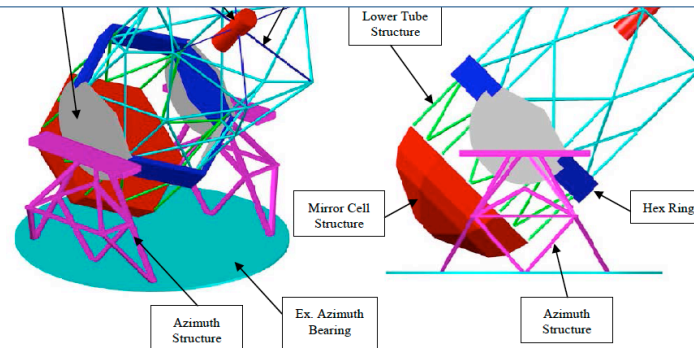 Lower Tube
Structure
Mirror Cell
Structure
Hex Ring
Azimuth
Structure
Ex. Azimuth
Bearing
Azimuth
Structure